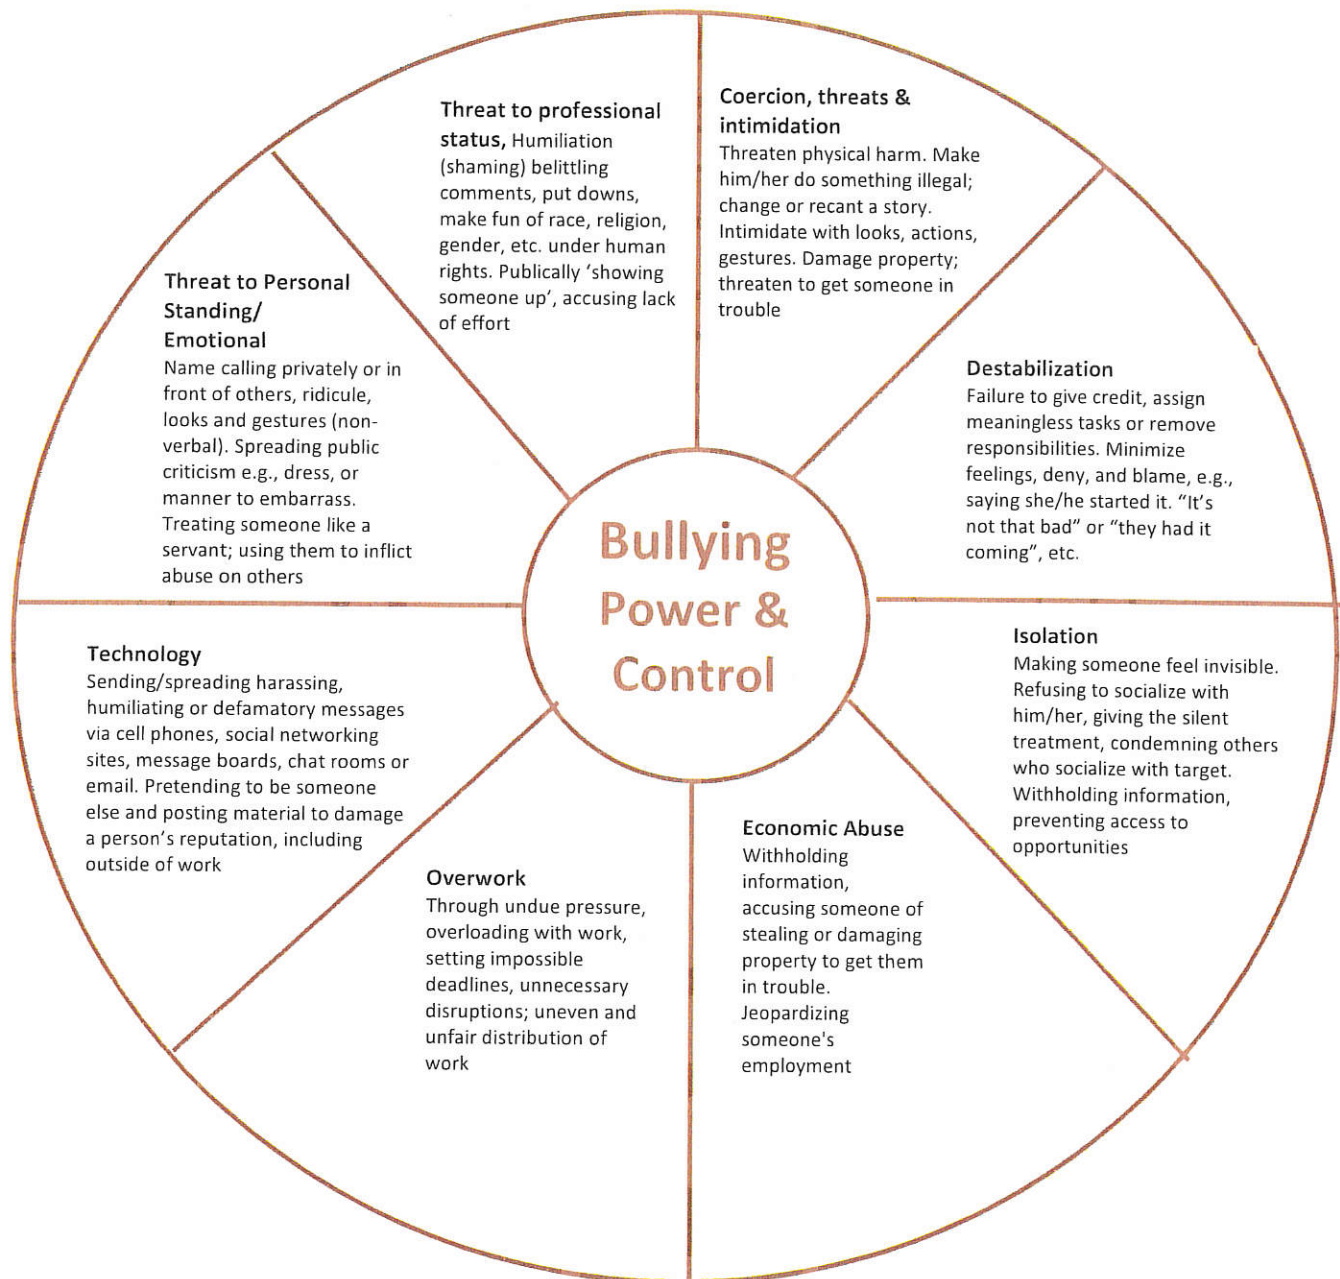 Threat to professional
status, Humiliation
(shaming) belittling
comments, put downs,
make fun of race, religion,
gender, etc. under human
rights. Publically ‘showing
someone up’, accusing lack
of effort
Coercion, threats &
intimidation
Threaten physical harm. Make
him/her do something illegal;
change or recant a story.
Intimidate with looks, actions,
gestures. Damage property;
threaten to get someone in
trouble
Threat to Personal
Standing/
Emotional
Name calling privately or in
front of others, ridicule,
looks and gestures (non-
verbal). Spreading public
criticism e.g., dress, or
manner to embarrass.
Treating someone like a
servant; using them to inflict
abuse on others
Destabilization
Failure to give credit, assign
meaningless tasks or remove
responsibilities. Minimize
feelings, deny, and blame, e.g.,
saying she/he started it. “It’s
not that bad” or “they had it
coming”, etc.
Bullying
Power &
Control
Technology
Sending/spreading harassing,
humiliating or defamatory messages
via cell phones, social networking
sites, message boards, chat rooms or
email. Pretending to be someone
else and posting material to damage
a person’s reputation, including
outside of work
Isolation
Making someone feel invisible.
Refusing to socialize with
him/her, giving the silent
treatment, condemning others
who socialize with target.
Withholding information,
preventing access to
opportunities
Overwork
Through undue pressure,
overloading with work,
setting impossible
deadlines, unnecessary
disruptions; uneven and
unfair distribution of
work
Economic Abuse
Withholding
information,
accusing someone of
stealing or damaging
property to get them
in trouble.
Jeopardizing
someone's
employment